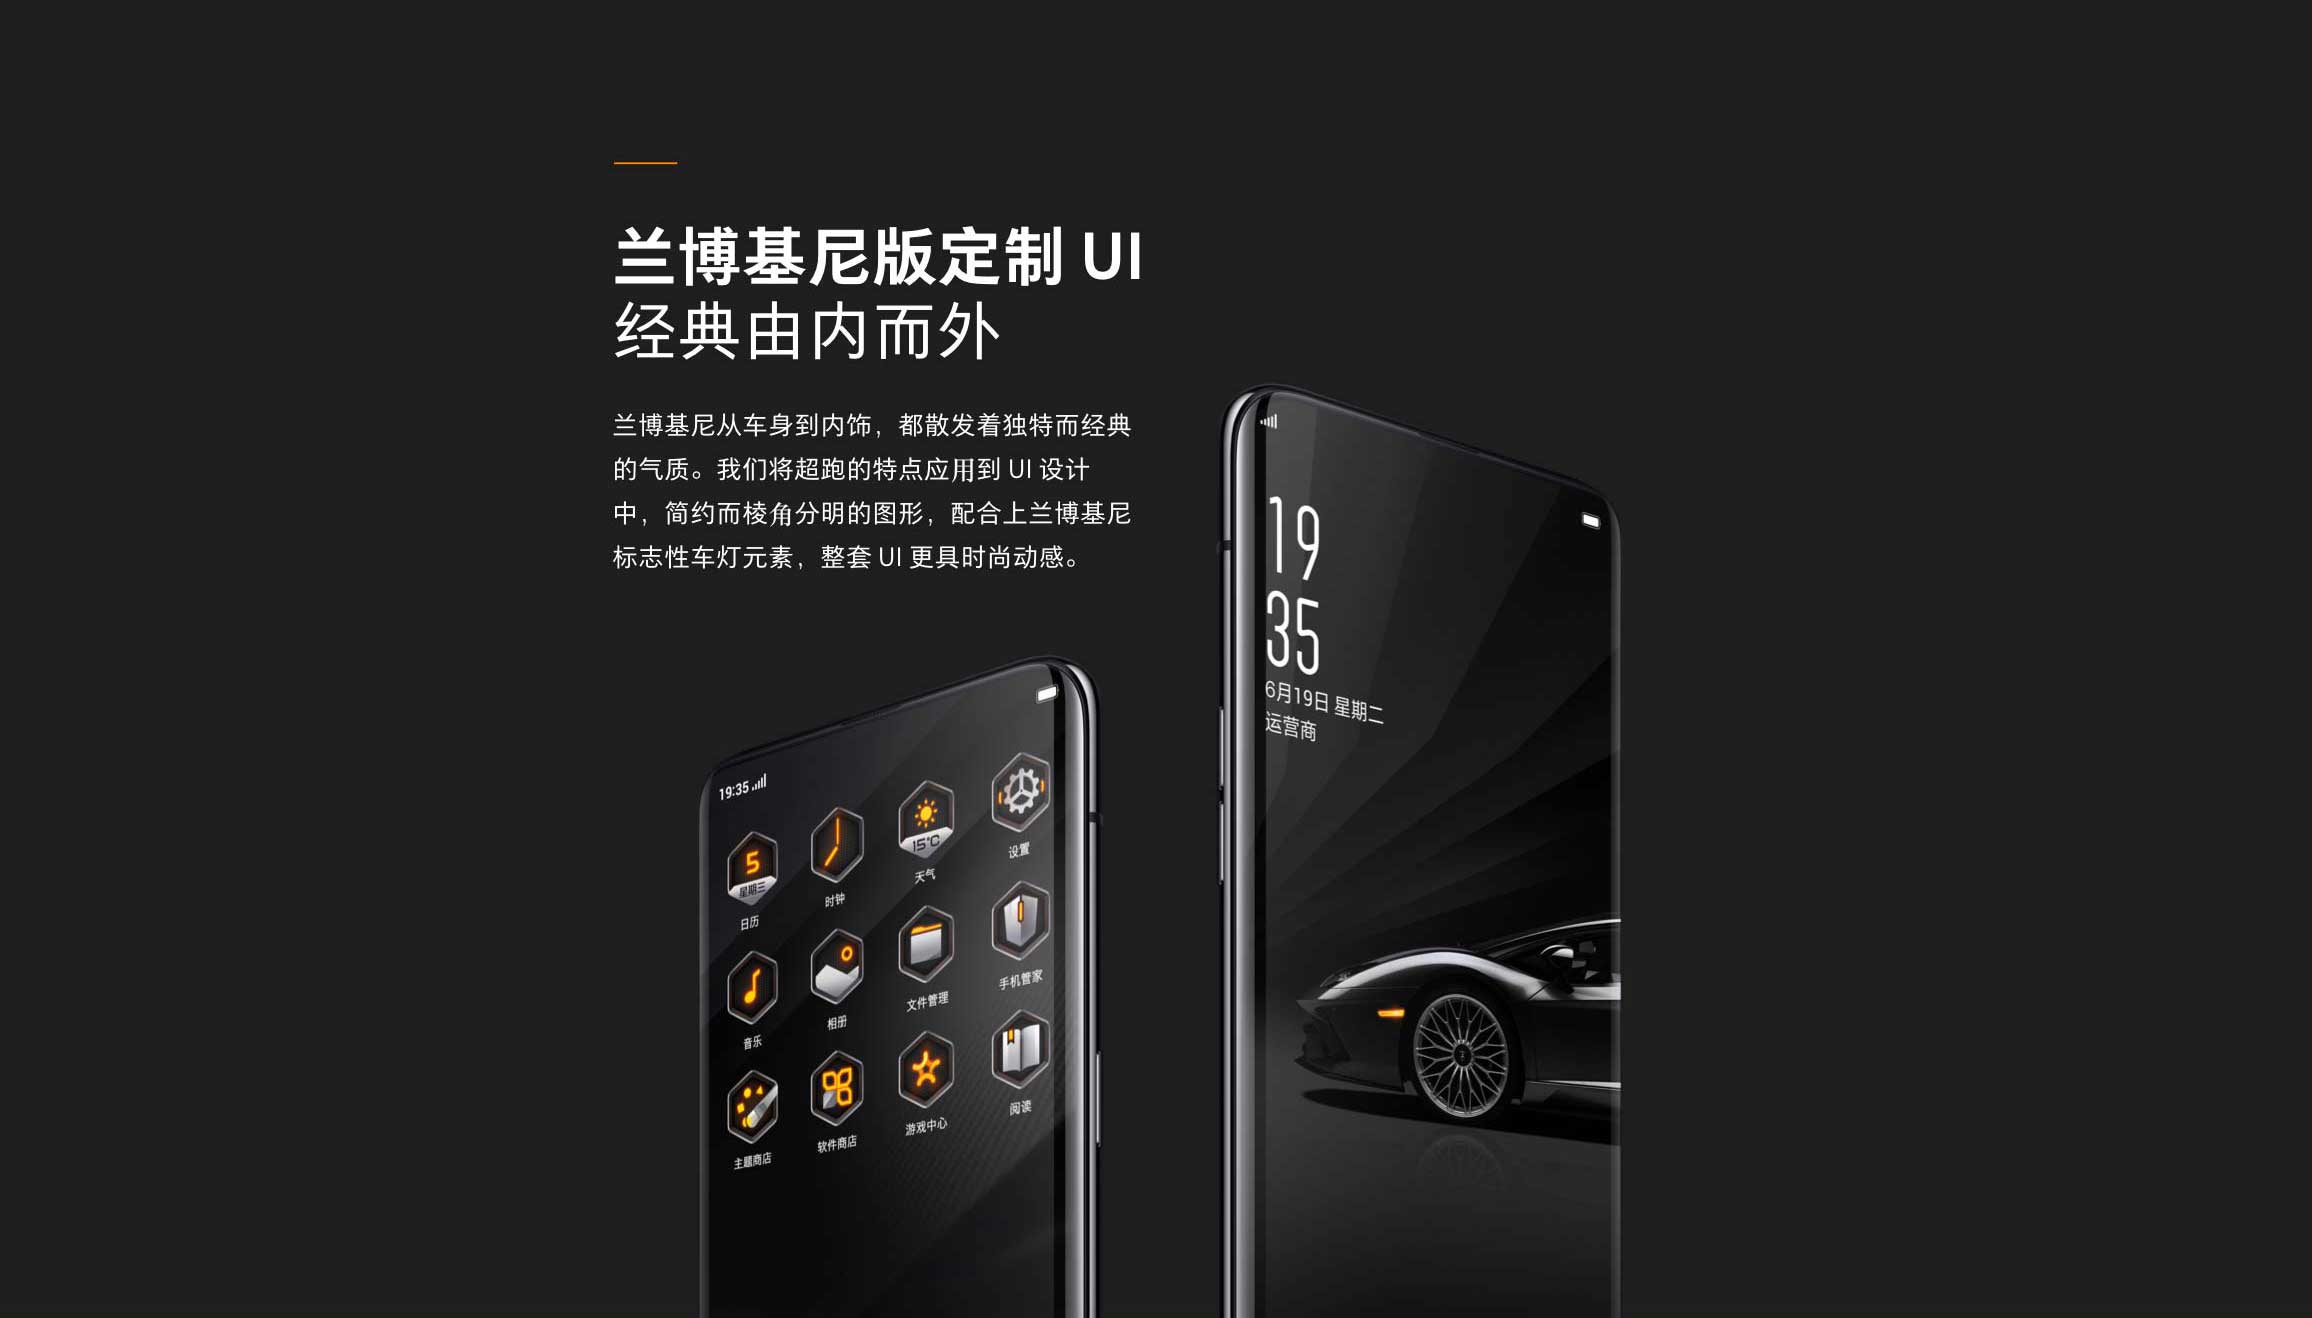 兰博基尼版定制 UI
经典由内而外
兰博基尼从车身到内饰，都散发着独特而经典
的气质。我们将超跑的特点应用到 UI 设计
中，简约而棱角分明的图形，配合上兰博基尼
标志性车灯元素，整套 UI 更具时尚动感。
19:35
5
星期三
日历
时钟
15°C
天气
设置
音乐
相册
文件管理
手机管家
主题商店
软件商店
游戏中心
阅读
19
35
6月19日 星期二
运营商